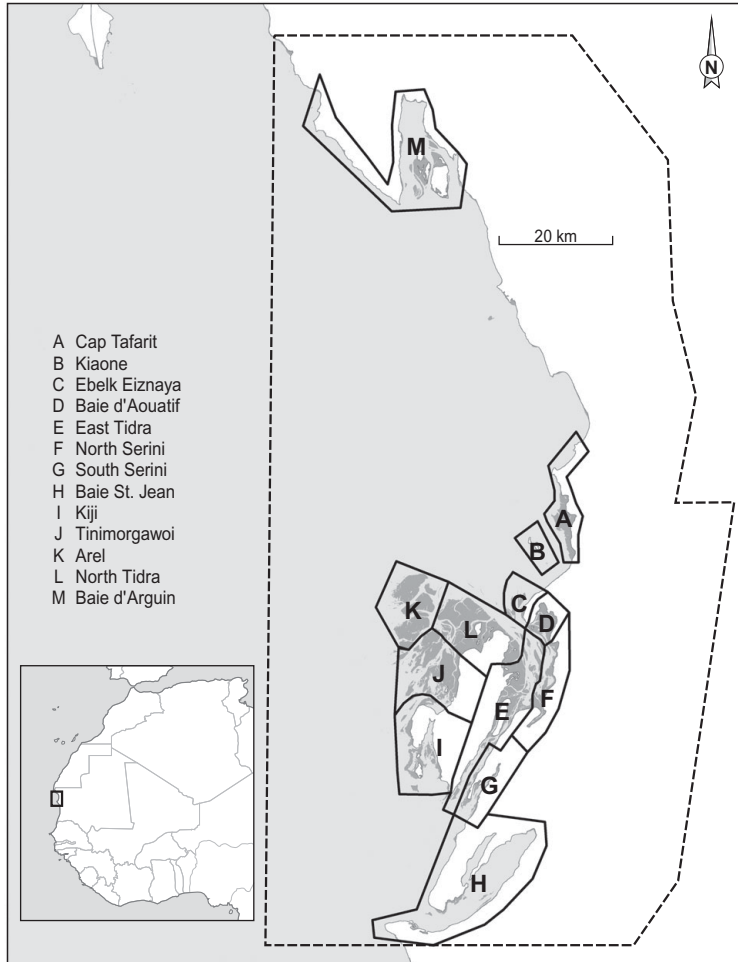 N
M
20 km
A Cap Tafarit
B Kiaone
C Ebelk Eiznaya
D Baie d'Aouatif
E East Tidra
F North Serini
G South Serini
H Baie St. Jean
I Kiji
J Tinimorgawoi
K Arel
L North Tidra
M Baie d'Arguin
A
B
C
K
L
D
J
F
E
I
G
H